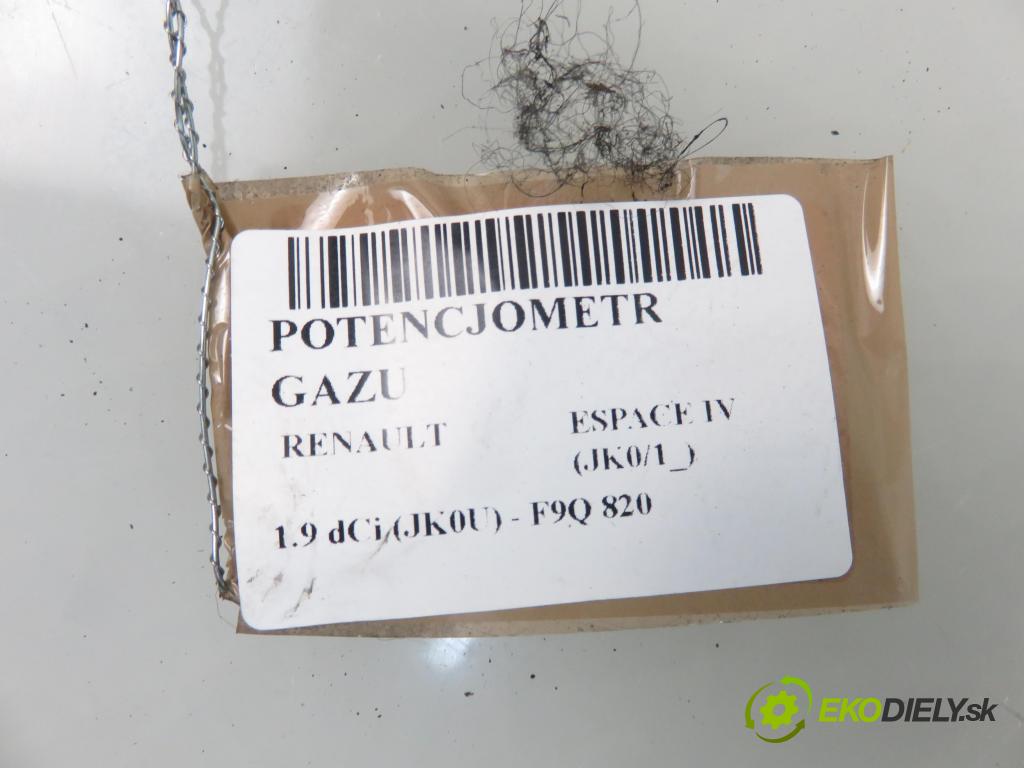 POTENCJOMETR
GAZU
RENAULT
ESPACE IV
(JK0/1_)
1.9 dCi (JK0U) - F9Q 820
EKODIELY.sk